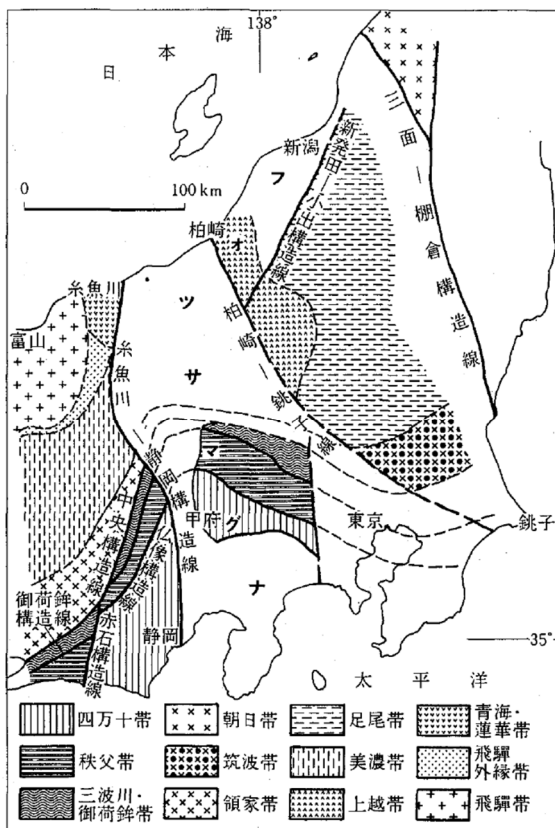 138°
日本海
三面―棚倉構造線
新潟
新発田―小出構造線
フ
0 100 km
柏崎
オ
糸魚川
ツ
柏崎―銚子線
富山
サ
糸魚川―静岡構造線
マ
中央構造線
甲府
グ
東京
銚子
仏像構造線
御荷鉾
構造線
赤石構造線
ナ
静岡
35°
太平洋
四万十帯
朝日帯
足尾帯
青海・
蓮華帯
秩父帯
筑波帯
美濃帯
飛驒
外縁帯
三波川・
御荷鉾帯
領家帯
上越帯
飛驒帯